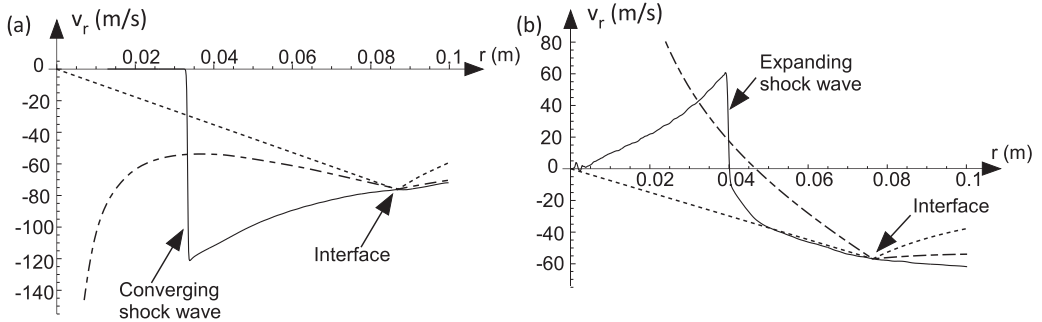 (a)
v_r (m/s)
0.02 0.04 0.06 0.08 0.1 r (m)
0
-20
-40
-60
-80
-100
-120
-140
Interface
Converging
shock wave
(b)
v_r (m/s)
80
60
40
20
0
-20
-40
-60
Expanding
shock wave
r (m)
0.02 0.04 0.06 0.08 0.1
Interface